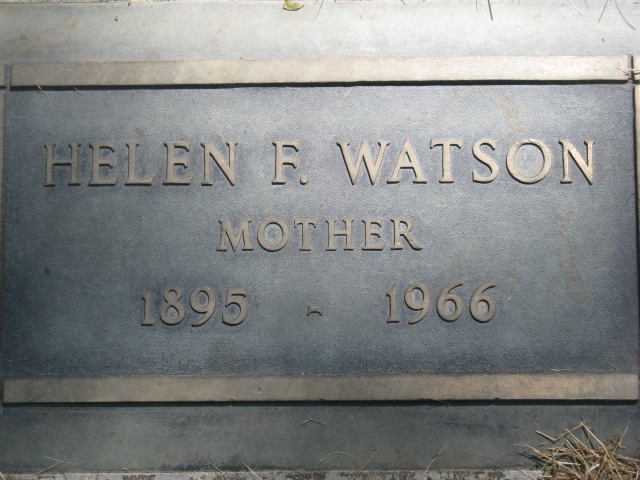 HELEN F. WATSON
MOTHER
1895 - 1966